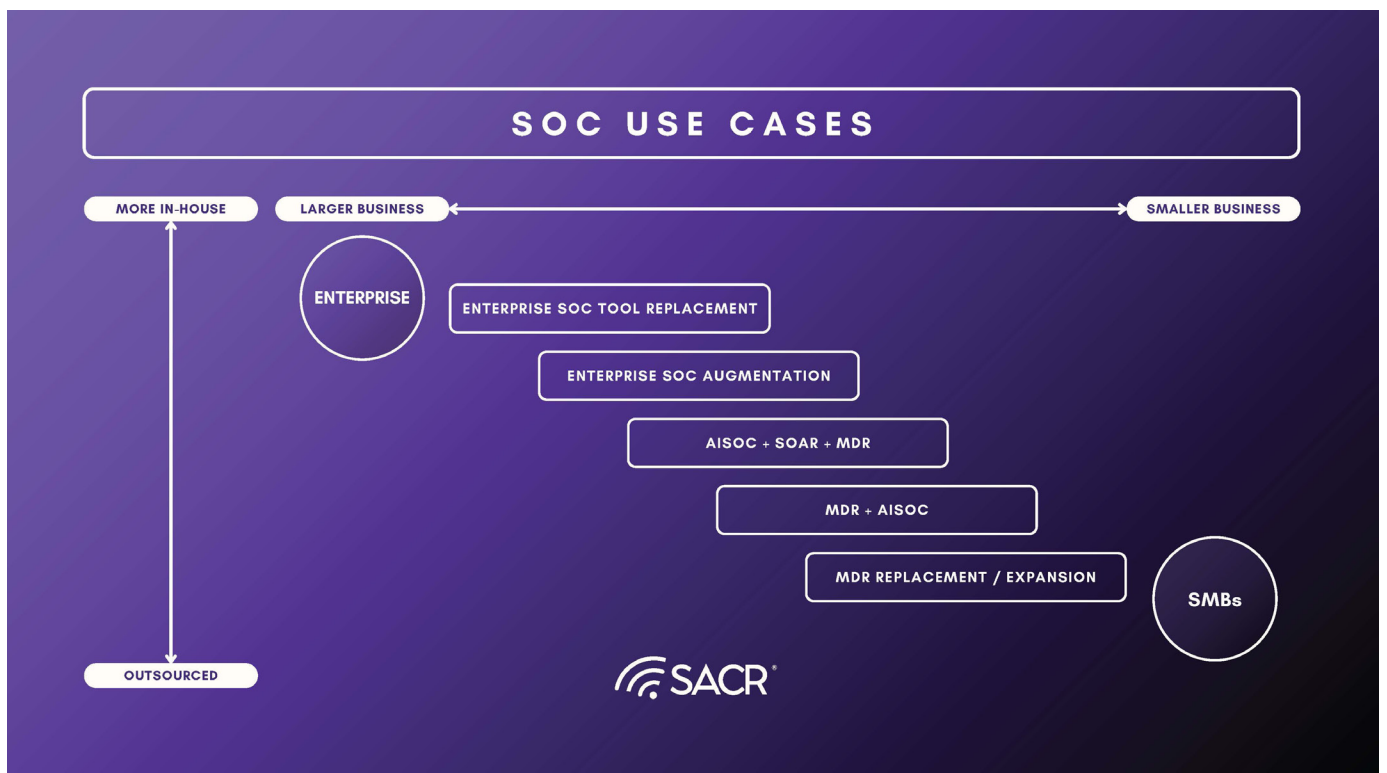 SOC USE CASES
MORE IN-HOUSE
LARGER BUSINESS
SMALLER BUSINESS
ENTERPRISE
ENTERPRISE SOC TOOL REPLACEMENT
ENTERPRISE SOC AUGMENTATION
AISOC + SOAR + MDR
MDR + AISOC
MDR REPLACEMENT / EXPANSION
SMBs
OUTSOURCED
SACR®